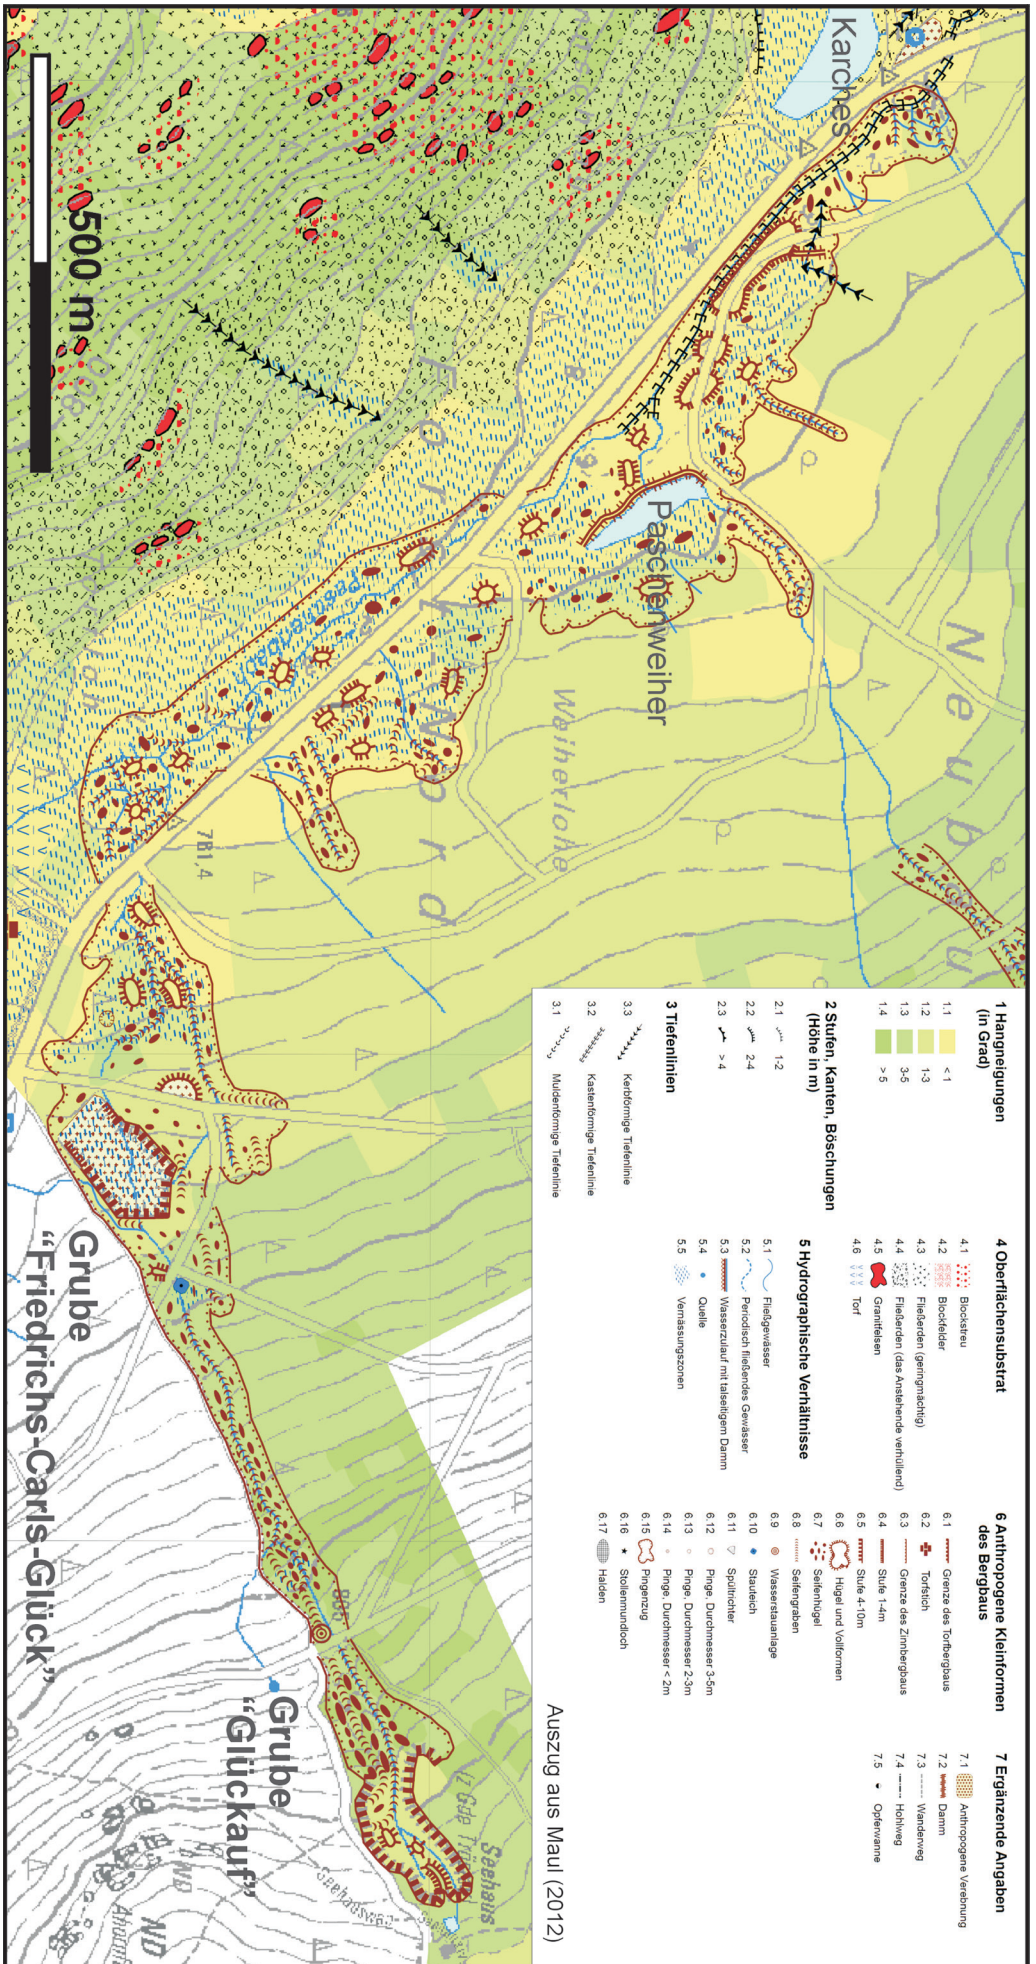 Karches
500 m
Paschenweiher
Neubau
Weiherlohe
Forst
Nord
7B1,4
Grube
“Friedrichs-Carls-Glück”
Grube
“Glückauf”
Seehaus
Seehausweg
ND
ND
1 Hangneigungen
(in Grad)
1.1 < 1
1.2 1-3
1.3 3-5
1.4 > 5
2 Stufen, Kanten, Böschungen
(Höhe in m)
2.1 1-2
2.2 2-4
2.3 > 4
3 Tiefenlinien
3.3 Kerbförmige Tiefenlinie
3.2 Kastenförmige Tiefenlinie
3.1 Muldenförmige Tiefenlinie
4 Oberflächensubstrat
4.1 Blockstreu
4.2 Blockfelder
4.3 Fließerden (geringmächtig)
4.4 Fließerden (das Anstehende verhüllend)
4.5 Granitfelsen
4.6 Torf
5 Hydrographische Verhältnisse
5.1 Fließgewässer
5.2 Periodisch fließendes Gewässer
5.3 Wasserzulauf mit talseitigem Damm
5.4 Quelle
5.5 Vernässungszonen
6 Anthropogene Kleinformen
des Bergbaus
6.1 Grenze des Torfbergbaus
6.2 Torfstich
6.3 Grenze des Zinnbergbaus
6.4 Stufe 1-4m
6.5 Stufe 4-10m
6.6 Hügel und Vollformen
6.7 Seifenhügel
6.8 Seifengraben
6.9 Wasserstauanlage
6.10 Stauteich
6.11 Spültrichter
6.12 Pinge, Durchmesser 3-5m
6.13 Pinge, Durchmesser 2-3m
6.14 Pinge, Durchmesser < 2m
6.15 Pingenzug
6.16 Stollenmundloch
6.17 Halden
7 Ergänzende Angaben
7.1 Anthropogene Verebnung
7.2 Damm
7.3 Wanderweg
7.4 Hohlweg
7.5 Opferwanne
Auszug aus Maul (2012)